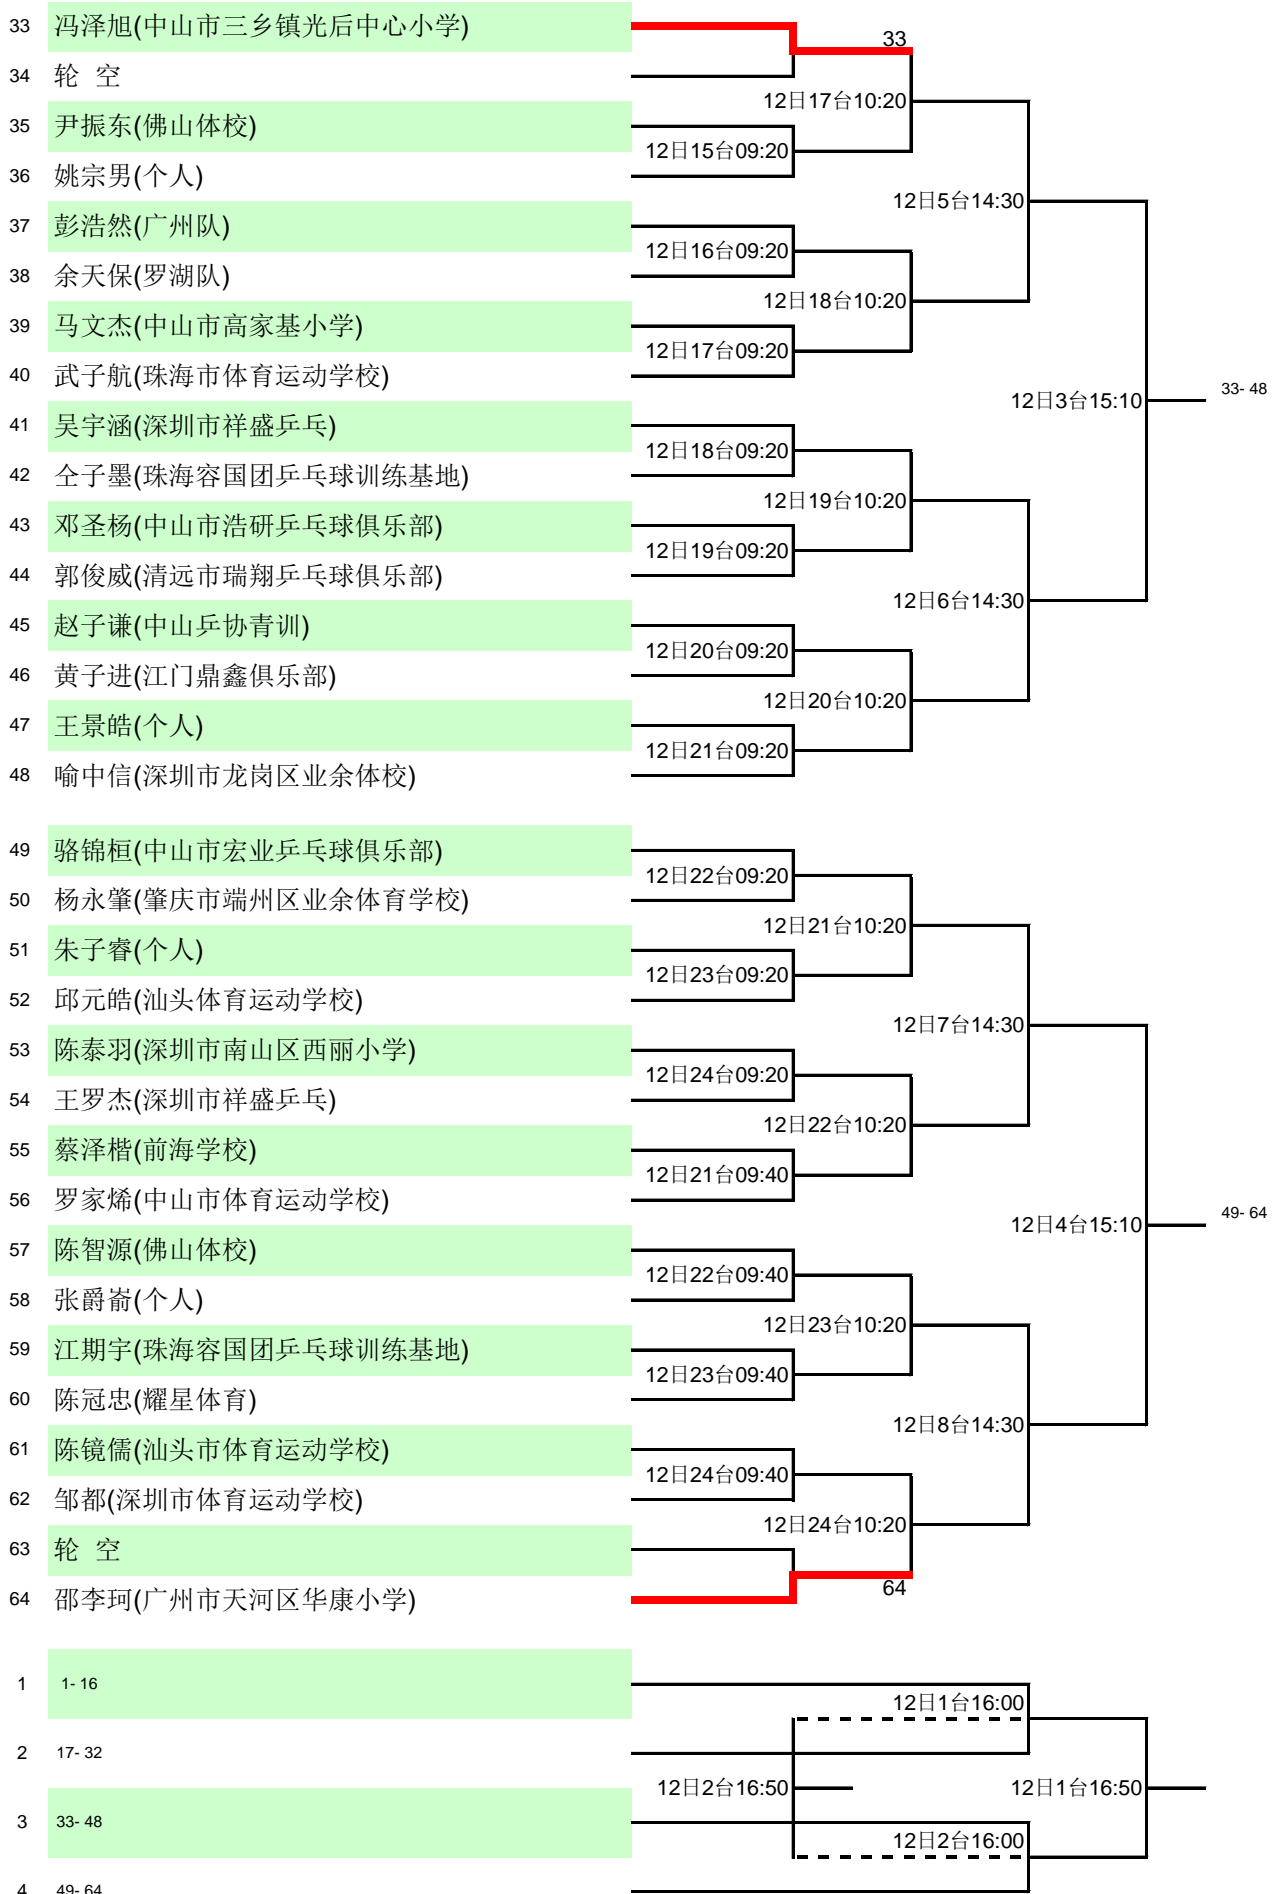 33 冯泽旭(中山市三乡镇光后中心小学)
33
34 轮 空
12日17台10:20
35 尹振东(佛山体校)
12日15台09:20
36 姚宗男(个人)
12日5台14:30
37 彭浩然(广州队)
12日16台09:20
38 余天保(罗湖队)
12日18台10:20
39 马文杰(中山市高家基小学)
12日17台09:20
40 武子航(珠海市体育运动学校)
12日3台15:10
33- 48
41 吴宇涵(深圳市祥盛乒乓)
12日18台09:20
42 仝子墨(珠海容国团乒乓球训练基地)
12日19台10:20
43 邓圣杨(中山市浩研乒乓球俱乐部)
12日19台09:20
44 郭俊威(清远市瑞翔乒乓球俱乐部)
12日6台14:30
45 赵子谦(中山乒协青训)
12日20台09:20
46 黄子进(江门鼎鑫俱乐部)
12日20台10:20
47 王景皓(个人)
12日21台09:20
48 喻中信(深圳市龙岗区业余体校)
49 骆锦桓(中山市宏业乒乓球俱乐部)
12日22台09:20
50 杨永肇(肇庆市端州区业余体育学校)
12日21台10:20
51 朱子睿(个人)
12日23台09:20
52 邱元皓(汕头体育运动学校)
12日7台14:30
53 陈泰羽(深圳市南山区西丽小学)
12日24台09:20
54 王罗杰(深圳市祥盛乒乓)
12日22台10:20
55 蔡泽楷(前海学校)
12日21台09:40
56 罗家烯(中山市体育运动学校)
12日4台15:10
49- 64
57 陈智源(佛山体校)
12日22台09:40
58 张爵嵛(个人)
12日23台10:20
59 江期宇(珠海容国团乒乓球训练基地)
12日23台09:40
60 陈冠忠(耀星体育)
12日8台14:30
61 陈镜儒(汕头市体育运动学校)
12日24台09:40
62 邹都(深圳市体育运动学校)
12日24台10:20
63 轮 空
64
64 邵李珂(广州市天河区华康小学)
1 1- 16
12日1台16:00
2 17- 32
12日2台16:50
12日1台16:50
3 33- 48
12日2台16:00
4 49- 64